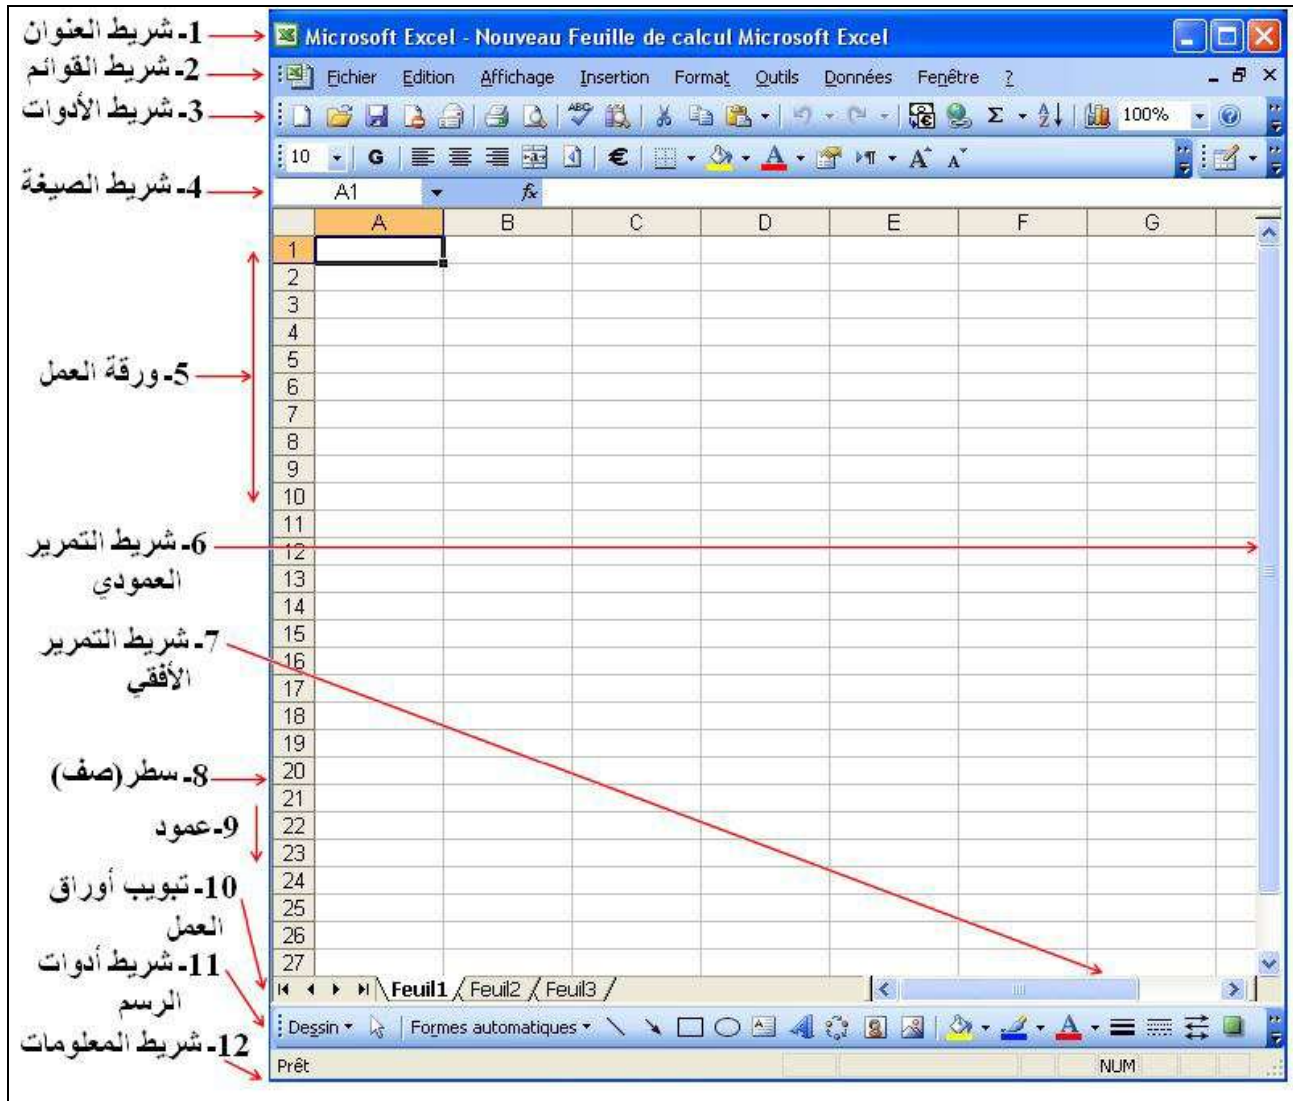 1- شريط العنوان
Microsoft Excel - Nouveau Feuille de calcul Microsoft Excel
2- شريط القوائم
Fichier Edition Affichage Insertion Format Outils Données Fenêtre ?
3- شريط الأدوات
ABC Σ A Z 100%
10 G € A A A
4- شريط الصيغة
A1 fx
A B C D E F G
1
2
3
4
5- ورقة العمل
5
6
7
8
9
10
11
6- شريط التمرير
العمودي
12
13
14
15
7- شريط التمرير
الأفقي
16
17
18
19
8- سطر (صف)
20
21
9- عمود
22
23
10- تبويب أوراق
العمل
24
25
26
27
Feuil1 Feuil2 Feuil3
11- شريط أدوات
الرسم
Dessin Formes automatiques A A A
12- شريط المعلومات
Prêt NUM